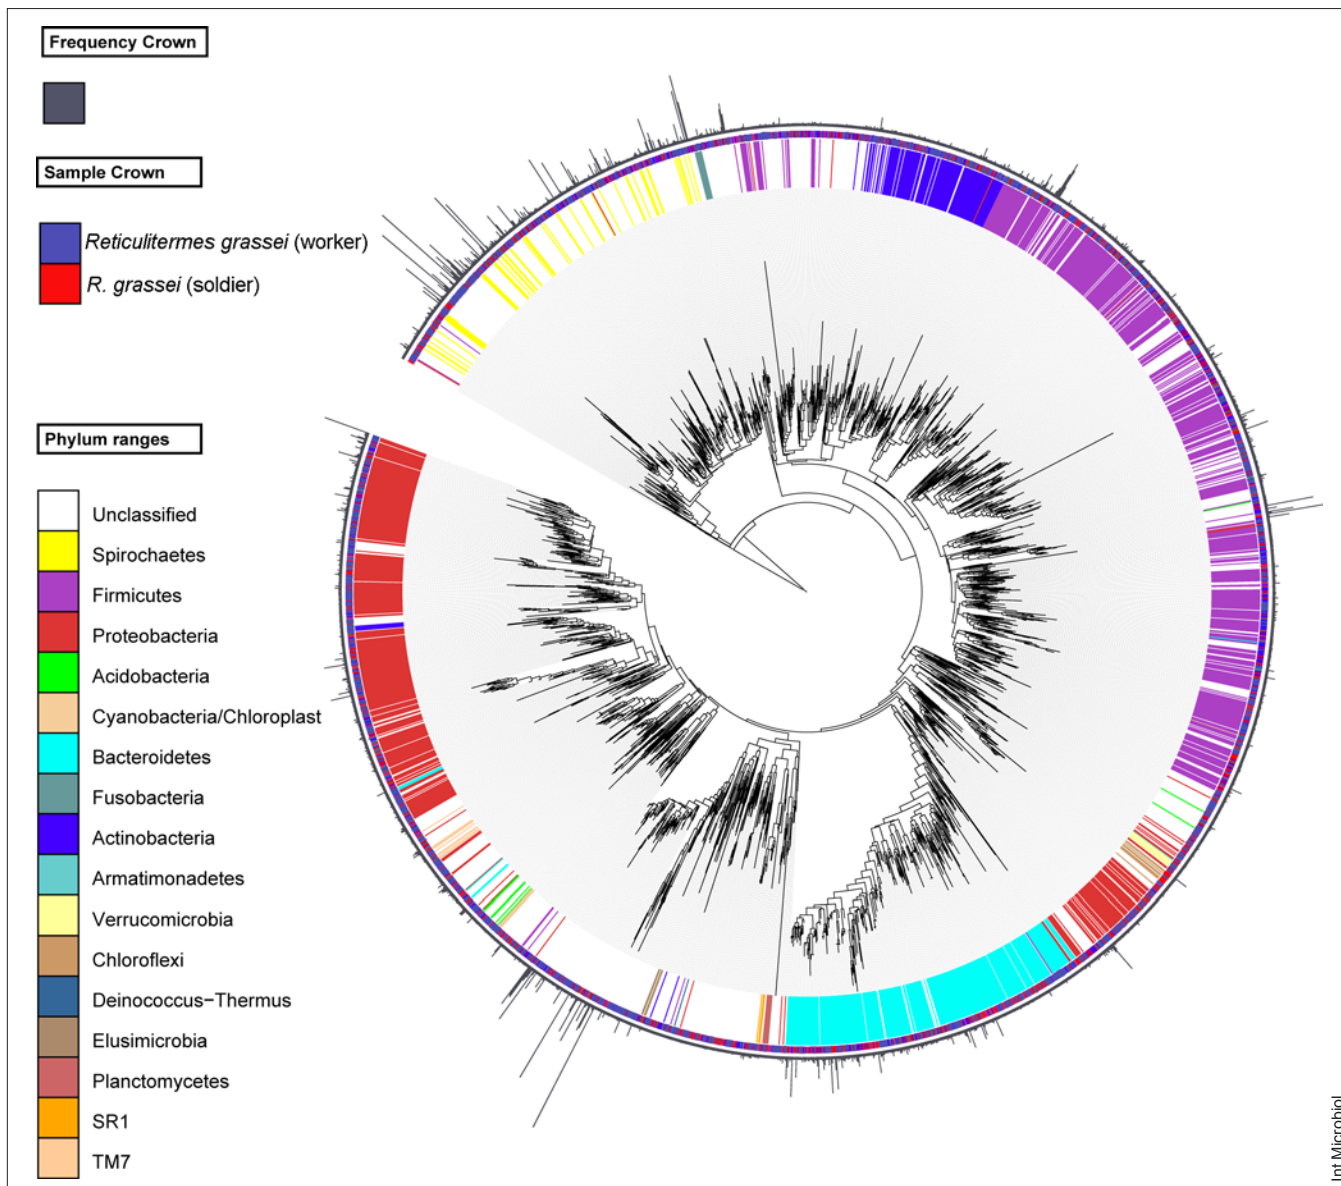 Frequency Crown
Sample Crown
Reticulitermes grassei (worker)
R. grassei (soldier)
Phylum ranges
Unclassified
Spirochaetes
Firmicutes
Proteobacteria
Acidobacteria
Cyanobacteria/Chloroplast
Bacteroidetes
Fusobacteria
Actinobacteria
Armatimonadetes
Verrucomicrobia
Chloroflexi
Deinococcus−Thermus
Elusimicrobia
Planctomycetes
SR1
TM7
Int Microbiol